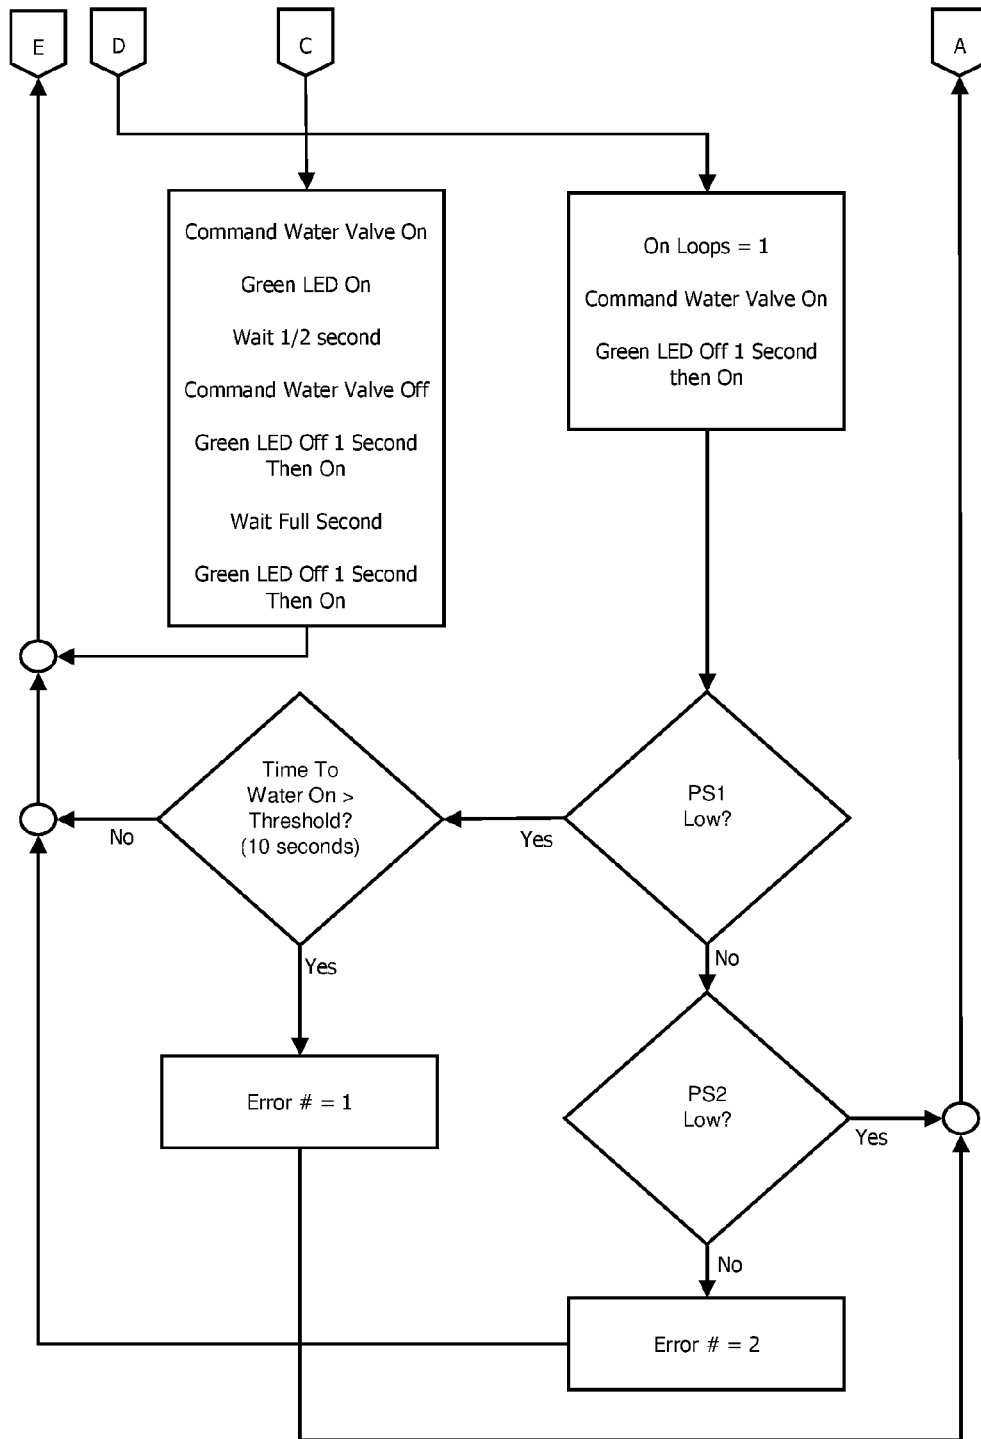 E
D
C
A
Command Water Valve On
Green LED On
Wait 1/2 second
Command Water Valve Off
Green LED Off 1 Second
Then On
Wait Full Second
Green LED Off 1 Second
Then On
On Loops = 1
Command Water Valve On
Green LED Off 1 Second
then On
Time To
Water On >
Threshold?
(10 seconds)
No
Yes
PS1
Low?
Yes
No
Error # = 1
PS2
Low?
Yes
No
Error # = 2